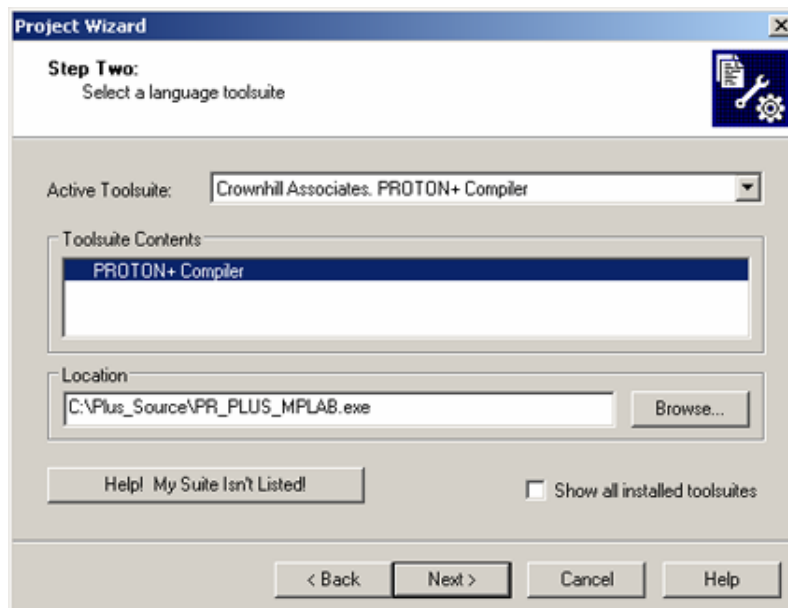 Project Wizard
Step Two:
Select a language toolsuite
Active Toolsuite: Crownhill Associates. PROTON+ Compiler
Toolsuite Contents
PROTON+ Compiler
Location
C:\Plus_Source\PR_PLUS_MPLAB.exe Browse...
Help! My Suite Isn't Listed! Show all installed toolsuites
< Back Next > Cancel Help